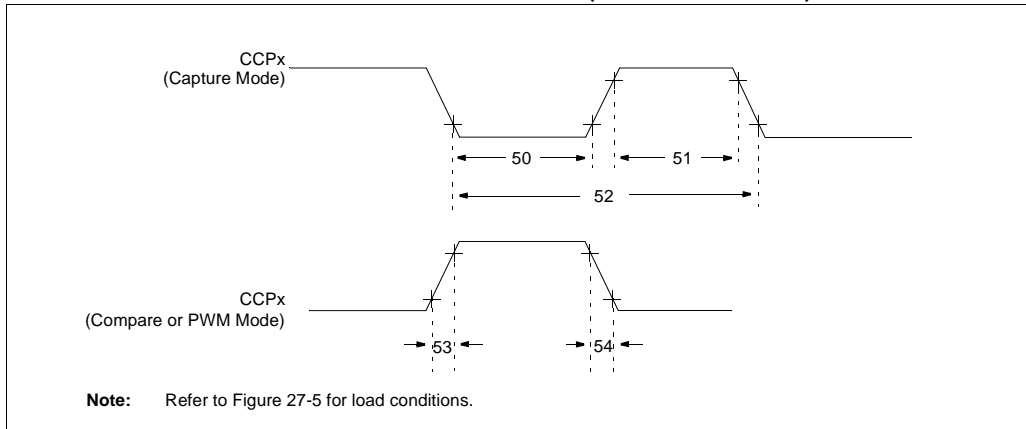 CCPx
(Capture Mode)
50
51
52
CCPx
(Compare or PWM Mode)
53
54
Note: Refer to Figure 27-5 for load conditions.